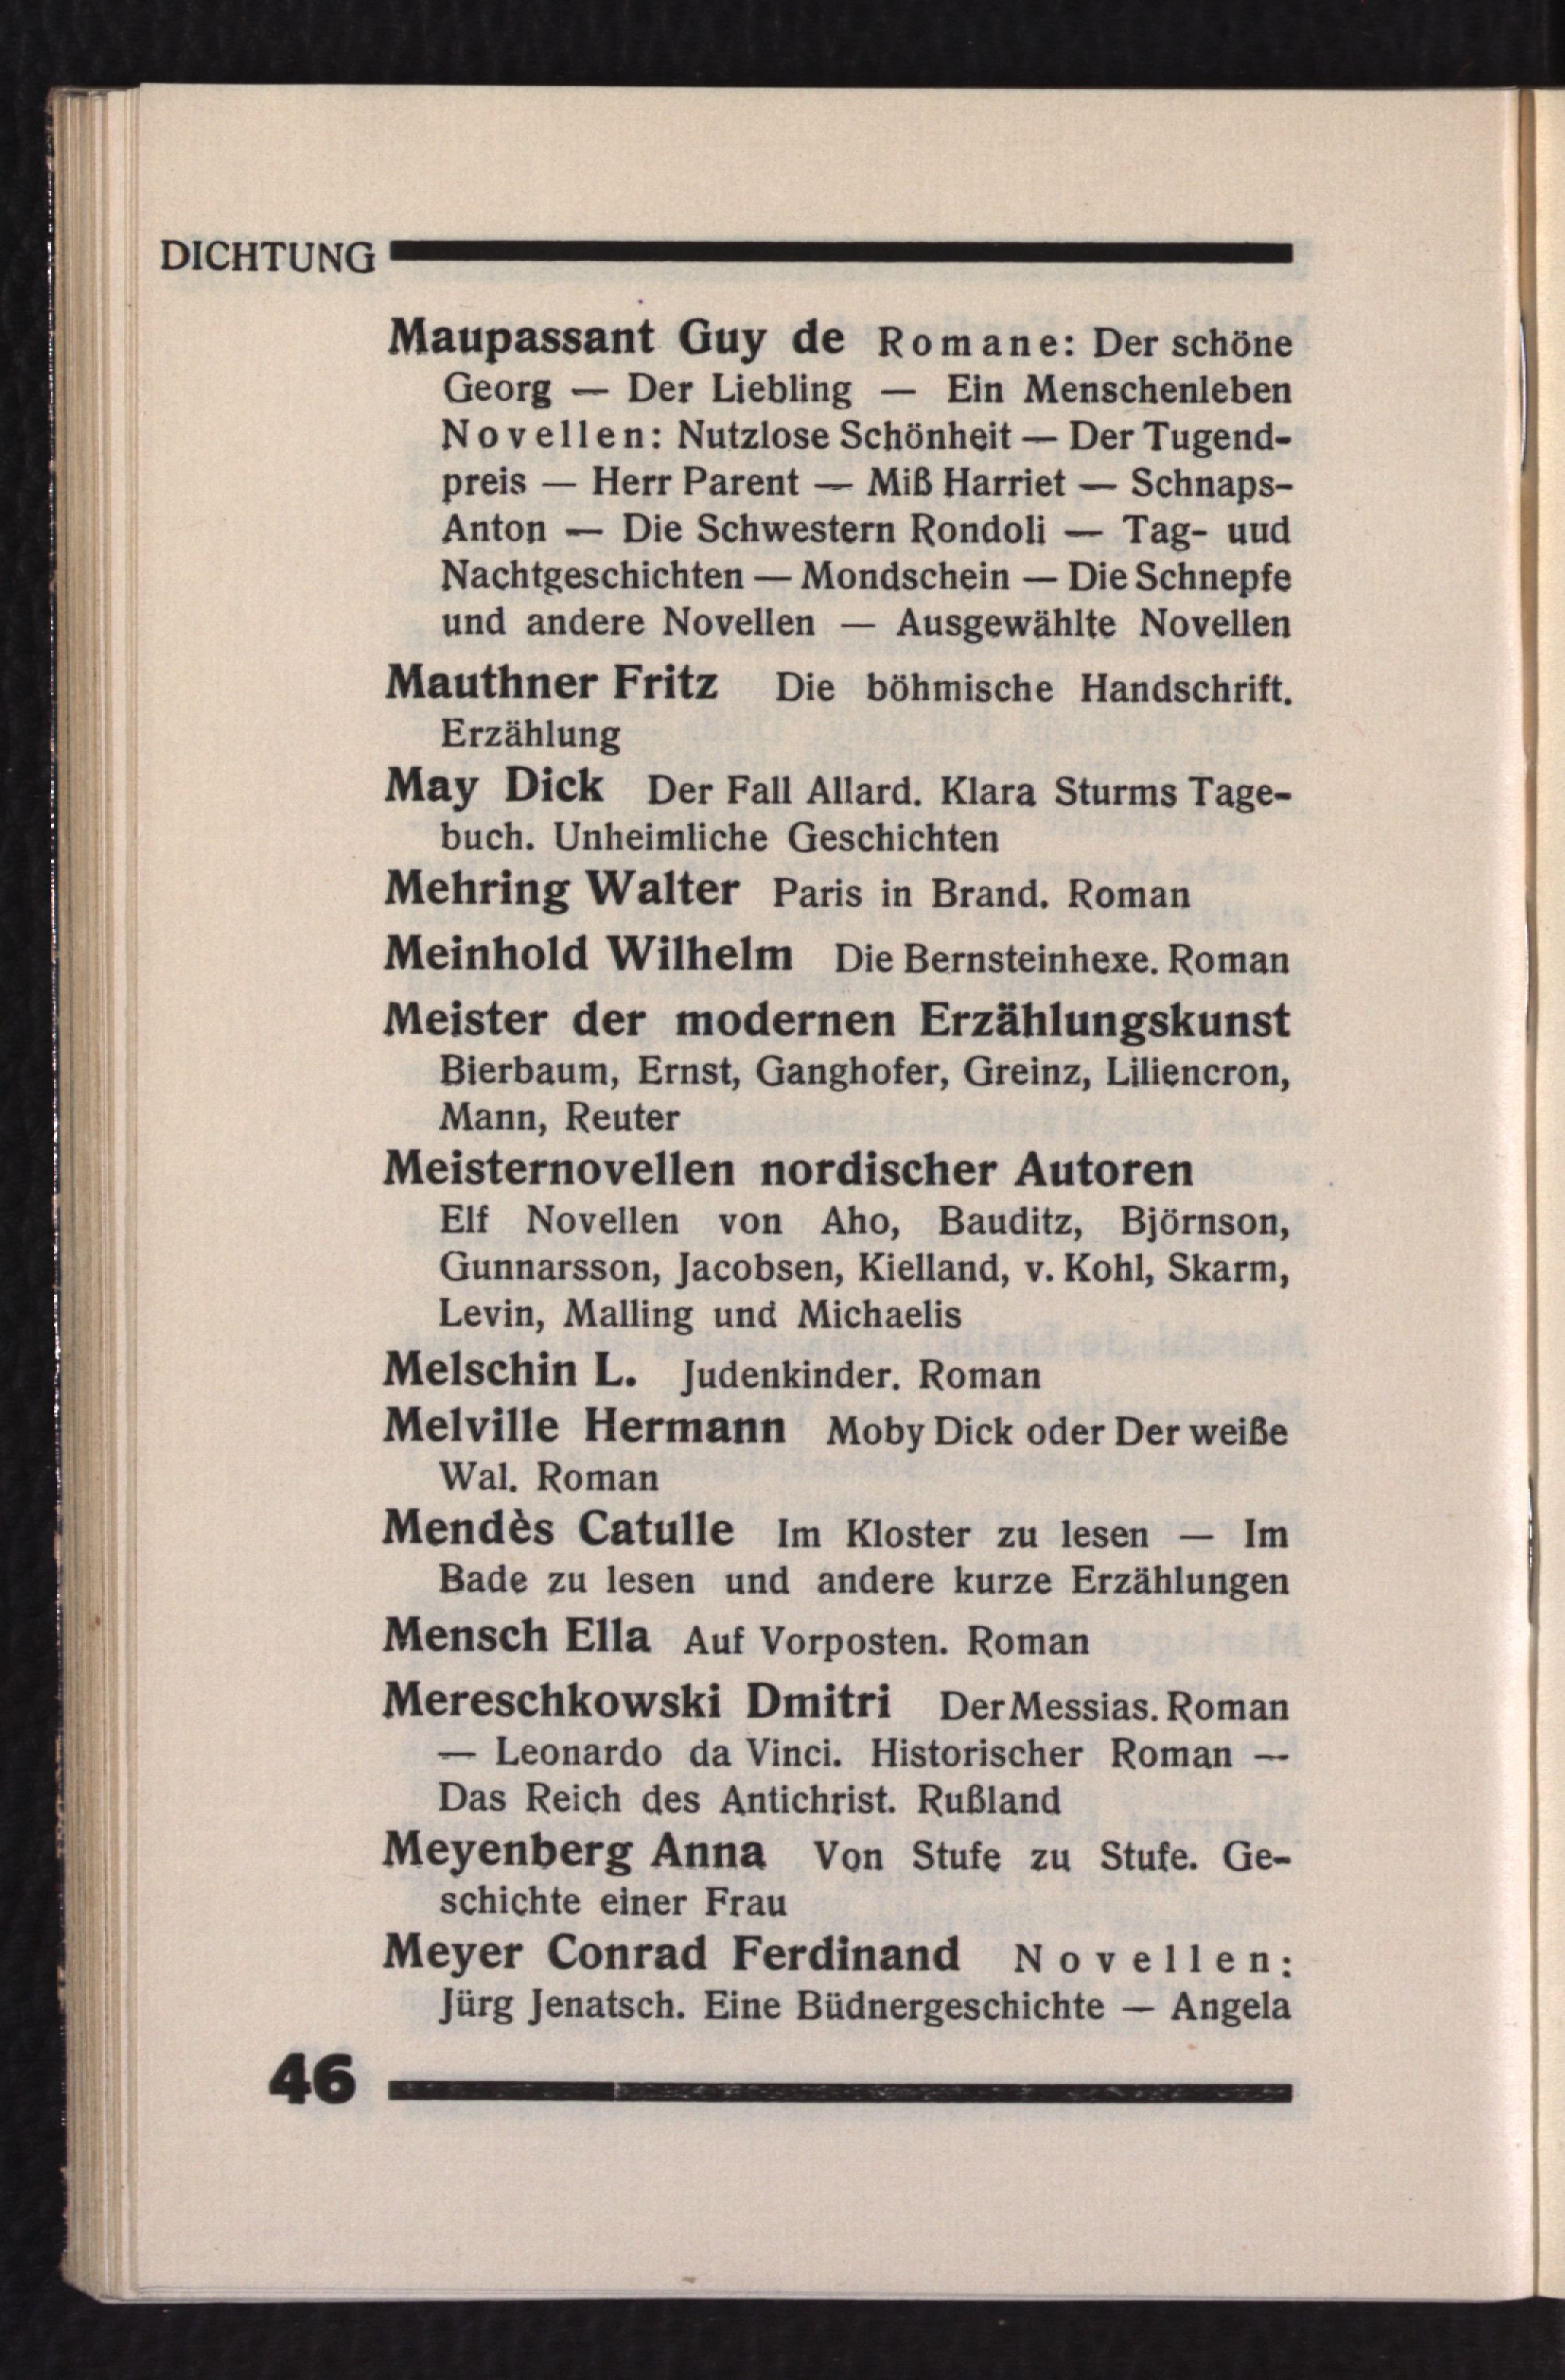 DICHTUNG
Maupassant Guy de Romane: Der schöne
Georg — Der Liebling — Ein Menschenleben
Novellen: Nutzlose Schönheit — Der Tugend-
preis — Herr Parent — Miß Harriet — Schnaps-
Anton — Die Schwestern Rondoli — Tag- uud
Nachtgeschichten — Mondschein — Die Schnepfe
und andere Novellen — Ausgewählte Novellen
Mauthner Fritz Die böhmische Handschrift.
Erzählung
May Dick Der Fall Allard. Klara Sturms Tage-
buch. Unheimliche Geschichten
Mehring Walter Paris in Brand. Roman
Meinhold Wilhelm Die Bernsteinhexe. Roman
Meister der modernen Erzählungskunst
Bierbaum, Ernst, Ganghofer, Greinz, Liliencron,
Mann, Reuter
Meisternovellen nordischer Autoren
Elf Novellen von Aho, Bauditz, Björnson,
Gunnarsson, Jacobsen, Kielland, v. Kohl, Skarm,
Levin, Malling und Michaelis
Melschin L. Judenkinder. Roman
Melville Hermann Moby Dick oder Der weiße
Wal. Roman
Mendès Catulle Im Kloster zu lesen — Im
Bade zu lesen und andere kurze Erzählungen
Mensch Ella Auf Vorposten. Roman
Mereschkowski Dmitri Der Messias. Roman
— Leonardo da Vinci. Historischer Roman —
Das Reich des Antichrist. Rußland
Meyenberg Anna Von Stufe zu Stufe. Ge-
schichte einer Frau
Meyer Conrad Ferdinand Novellen:
Jürg Jenatsch. Eine Büdnergeschichte — Angela
46